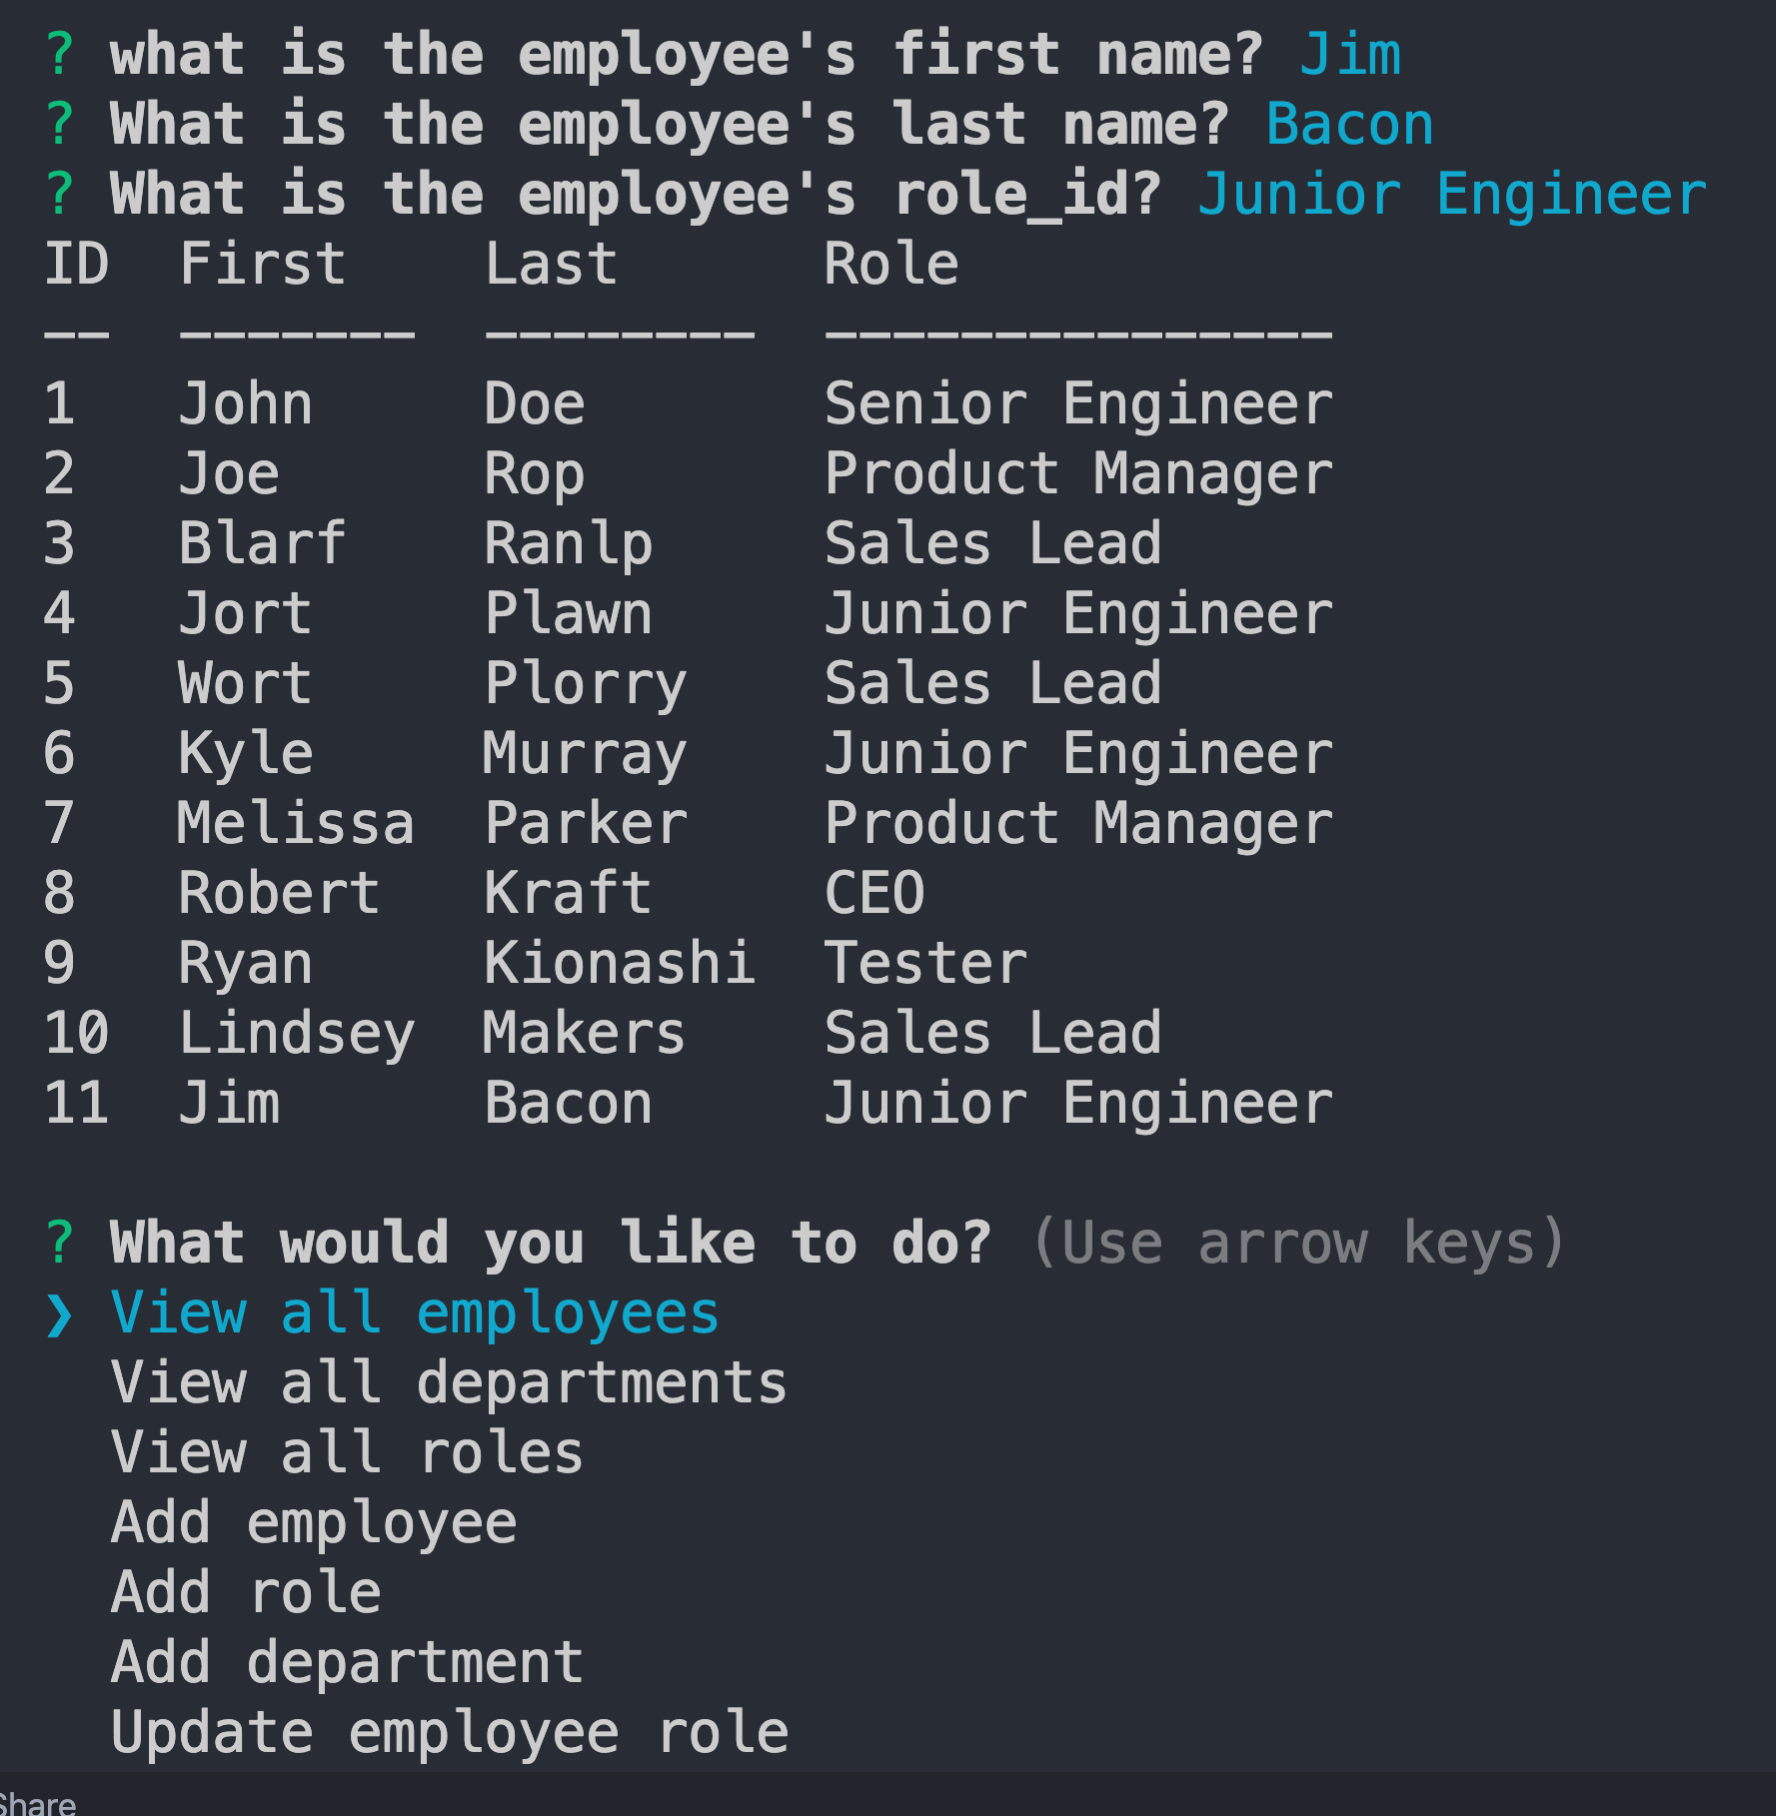 ? what is the employee's first name? Jim
? What is the employee's last name? Bacon
? What is the employee's role_id? Junior Engineer
ID  First    Last      Role
--  -------  --------  ---------------
1   John     Doe       Senior Engineer
2   Joe      Rop       Product Manager
3   Blarf    Ranlp     Sales Lead
4   Jort     Plawn     Junior Engineer
5   Wort     Plorry    Sales Lead
6   Kyle     Murray    Junior Engineer
7   Melissa  Parker    Product Manager
8   Robert   Kraft     CEO
9   Ryan     Kionashi  Tester
10  Lindsey  Makers    Sales Lead
11  Jim      Bacon     Junior Engineer

? What would you like to do? (Use arrow keys)
❯ View all employees
  View all departments
  View all roles
  Add employee
  Add role
  Add department
  Update employee role
Share